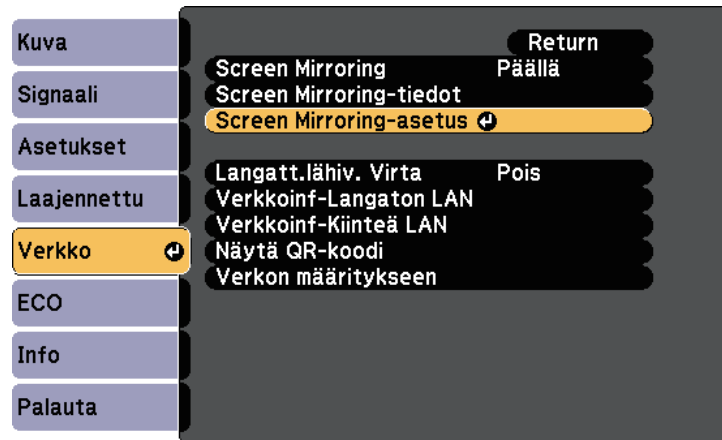 Kuva
Signaali
Asetukset
Laajennettu
Verkko
ECO
Info
Palauta
Return
Screen Mirroring Päällä
Screen Mirroring-tiedot
Screen Mirroring-asetus
Langatt.lähiv. Virta Pois
Verkkoinf-Langaton LAN
Verkkoinf-Kiinteä LAN
Näytä QR-koodi
Verkon määritykseen